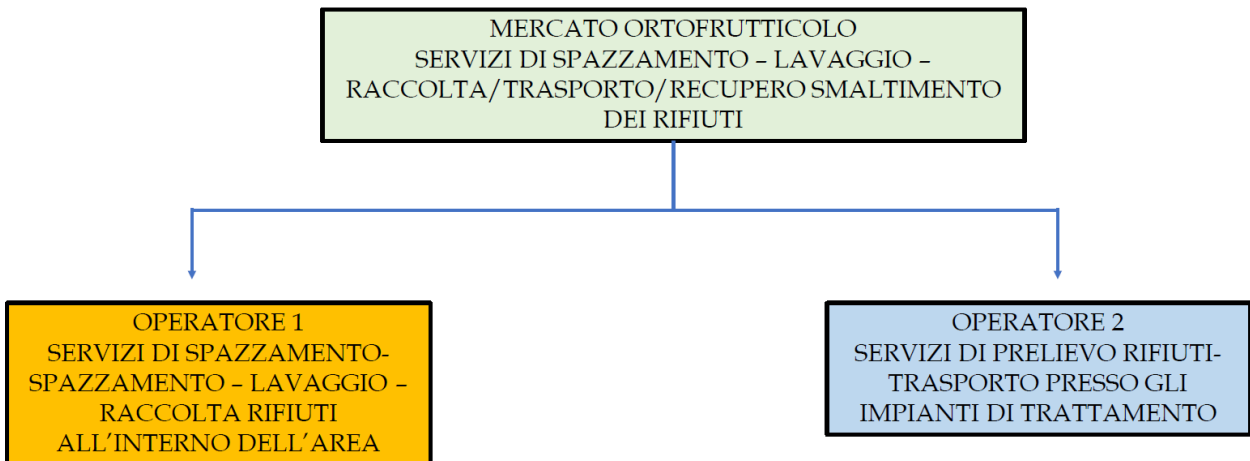 MERCATO ORTOFRUTTICOLO
SERVIZI DI SPAZZAMENTO – LAVAGGIO –
RACCOLTA/TRASPORTO/RECUPERO SMALTIMENTO
DEI RIFIUTI
OPERATORE 1
SERVIZI DI SPAZZAMENTO-
SPAZZAMENTO – LAVAGGIO –
RACCOLTA RIFIUTI
ALL'INTERNO DELL'AREA
OPERATORE 2
SERVIZI DI PRELIEVO RIFIUTI-
TRASPORTO PRESSO GLI
IMPIANTI DI TRATTAMENTO